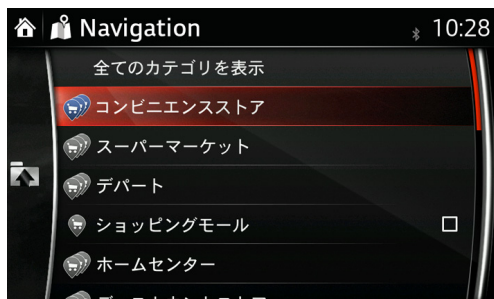 Navigation 10:28
全てのカテゴリを表示
コンビニエンスストア
スーパーマーケット
デパート
ショッピングモール
ホームセンター